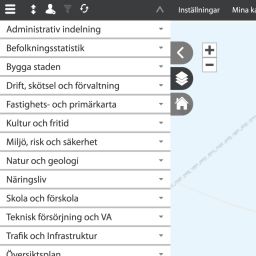 Inställningar Mina
Administrativ indelning
Befolkningsstatistik
Bygga staden
Drift, skötsel och förvaltning
Fastighets- och primärkarta
Kultur och fritid
Miljö, risk och säkerhet
Natur och geologi
Näringsliv
Skola och förskola
Teknisk försörjning och VA
Trafik och Infrastruktur
Översiktsplan